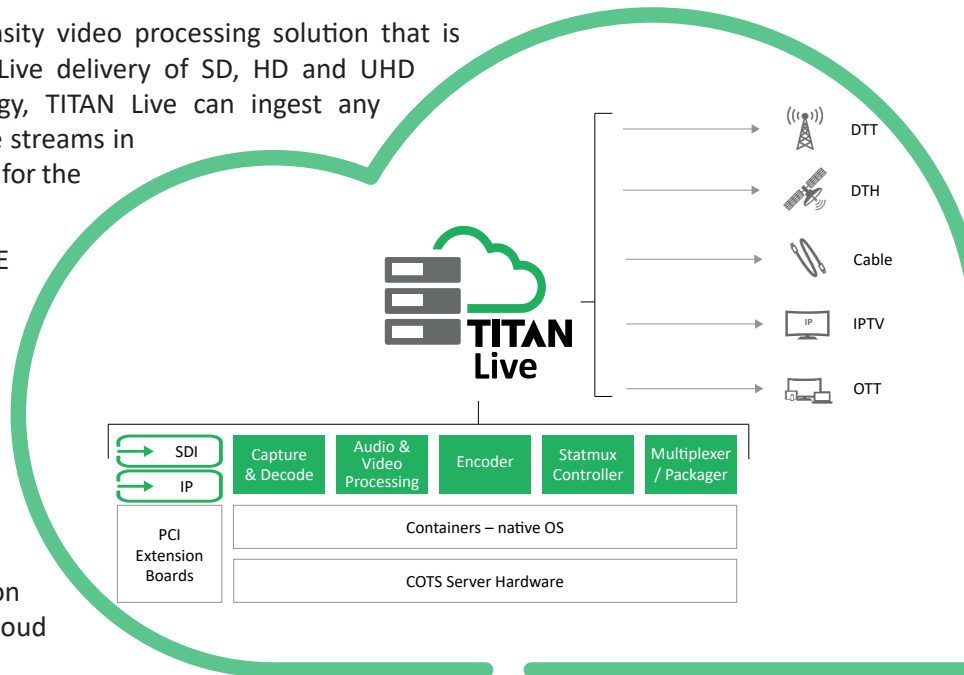 sity video processing solution that is
Live delivery of SD, HD and UHD
gy, TITAN Live can ingest any
e streams in
for the
E
on
oud
TITAN
Live
DTT
DTH
Cable
IP
IPTV
OTT
SDI
IP
Capture
& Decode
Audio &
Video
Processing
Encoder
Statmux
Controller
Multiplexer
/ Packager
PCI
Extension
Boards
Containers – native OS
COTS Server Hardware